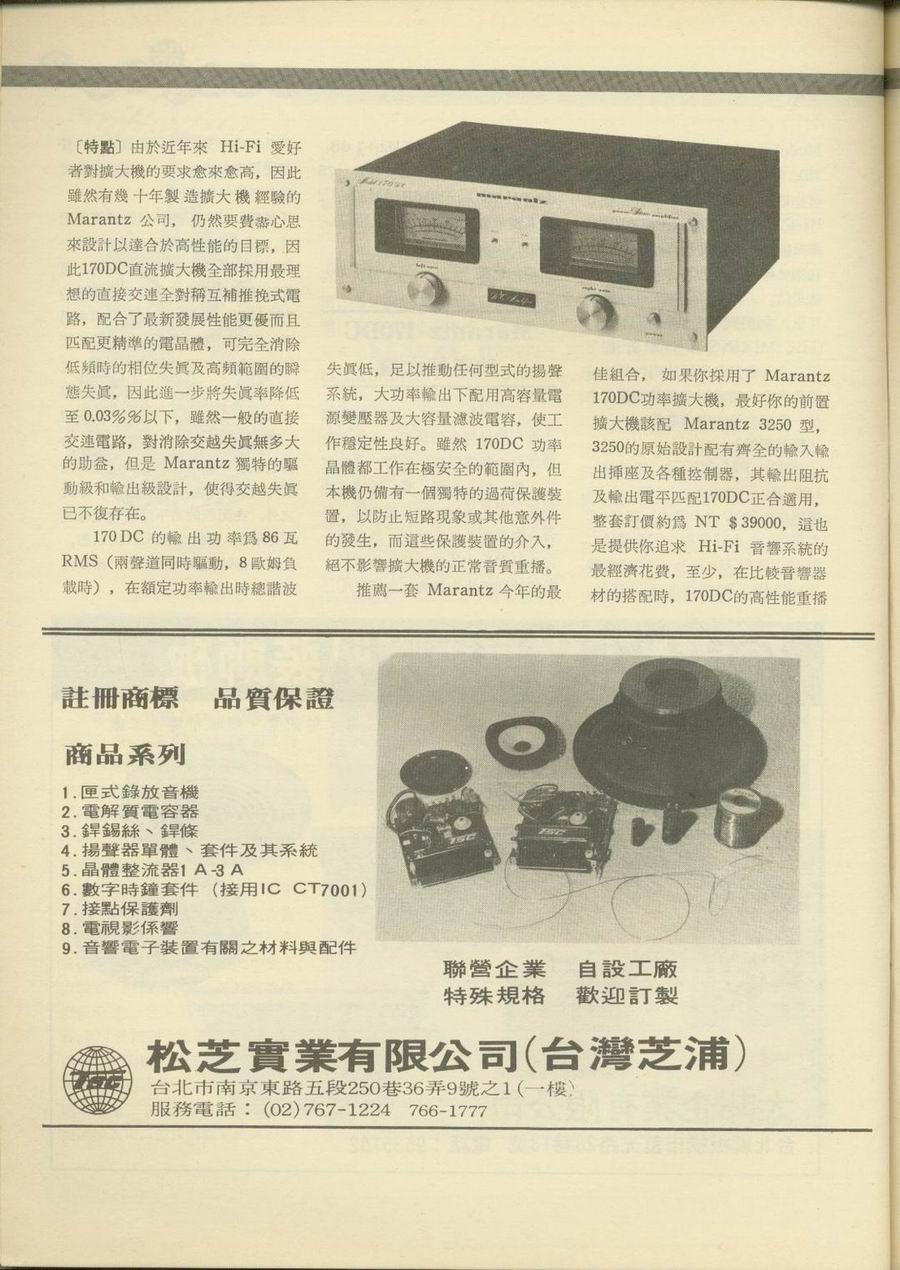 〔特點〕由於近年來 Hi-Fi 愛好
者對擴大機的要求愈來愈高，因此
雖然有幾十年製造擴大機經驗的
Marantz 公司， 仍然要費盡心思
來設計以達合於高性能的目標，因
此170DC直流擴大機全部採用最理
想的直接交連全對稱互補推挽式電
路，配合了最新發展性能更優而且
匹配更精準的電晶體，可完全消除
低頻時的相位失眞及高頻範圍的瞬
態失眞，因此進一步將失眞率降低
至 0.03%%以下，雖然一般的直接
交連電路，對消除交越失眞無多大
的助益，但是 Marantz 獨特的驅
動級和輸出級設計，使得交越失眞
已不復存在。
170 DC 的輸出功率爲 86 瓦
RMS（兩聲道同時驅動，8 歐姆負
載時），在額定功率輸出時總諧波
Model 170 DC
marantz
power stereo amplifier
left
right
power
失眞低，足以推動任何型式的揚聲
系統，大功率輸出下配用高容量電
源變壓器及大容量濾波電容，使工
作穩定性良好。雖然 170DC 功率
晶體都工作在極安全的範圍內，但
本機仍備有一個獨特的過荷保護裝
置，以防止短路現象或其他意外件
的發生，而這些保護裝置的介入，
絕不影響擴大機的正常音質重播。
推薦一套 Marantz 今年的最
佳組合， 如果你採用了 Marantz
170DC功率擴大機，最好你的前置
擴大機該配 Marantz 3250 型，
3250的原始設計配有齊全的輸入輸
出挿座及各種控制器，其輸出阻抗
及輸出電平匹配170DC正合適用，
整套訂價約爲 NT ＄39000，這也
是提供你追求 Hi-Fi 音響系統的
最經濟花費，至少，在比較音響器
材的搭配時，170DC的高性能重播
註冊商標 品質保證
商品系列
1.匣式錄放音機
2.電解質電容器
3.銲錫絲、銲條
4.揚聲器單體、套件及其系統
5.晶體整流器1 A-3 A
6.數字時鐘套件（接用IC CT7001）
7.接點保護劑
8.電視影係響
9.音響電子裝置有關之材料與配件
TSC
TSC
聯營企業 自設工廠
特殊規格 歡迎訂製
TSC
松芝實業有限公司(台灣芝浦)
台北市南京東路五段250巷36弄9號之1(一樓)
服務電話：(02)767-1224 766-1777